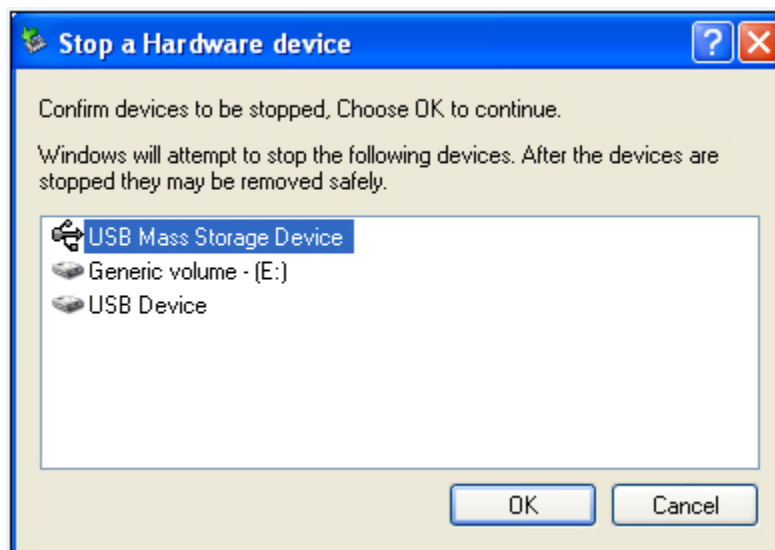 Stop a Hardware device
Confirm devices to be stopped, Choose OK to continue.
Windows will attempt to stop the following devices. After the devices are
stopped they may be removed safely.
USB Mass Storage Device
Generic volume - (E:)
USB Device
OK Cancel